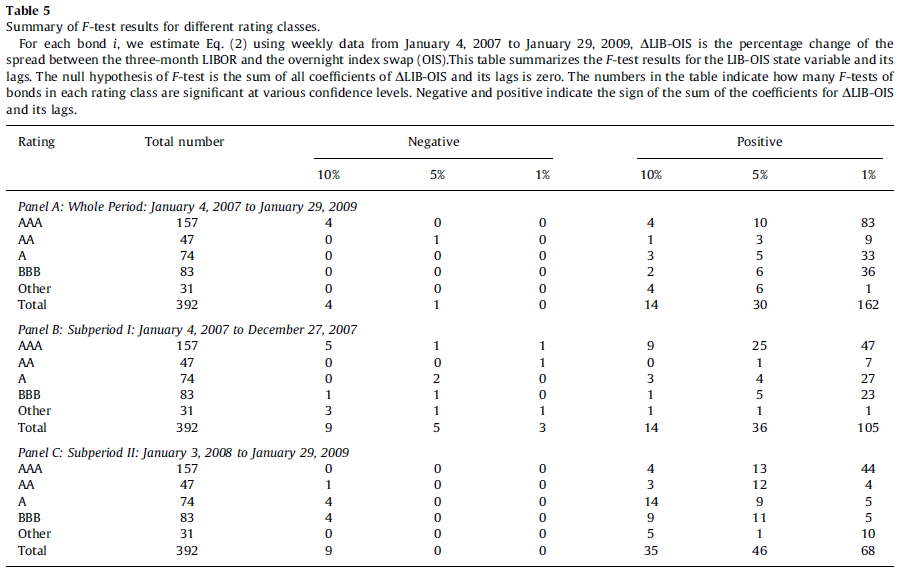 Table 5
Summary of F-test results for different rating classes.
For each bond i, we estimate Eq. (2) using weekly data from January 4, 2007 to January 29, 2009, ΔLIB-OIS is the percentage change of the
spread between the three-month LIBOR and the overnight index swap (OIS).This table summarizes the F-test results for the LIB-OIS state variable and its
lags. The null hypothesis of F-test is the sum of all coefficients of ΔLIB-OIS and its lags is zero. The numbers in the table indicate how many F-tests of
bonds in each rating class are significant at various confidence levels. Negative and positive indicate the sign of the sum of the coefficients for ΔLIB-OIS
and its lags.
Rating Total number Negative Positive
10% 5% 1% 10% 5% 1%
Panel A: Whole Period: January 4, 2007 to January 29, 2009
AAA 157 4 0 0 4 10 83
AA 47 0 1 0 1 3 9
A 74 0 0 0 3 5 33
BBB 83 0 0 0 2 6 36
Other 31 0 0 0 4 6 1
Total 392 4 1 0 14 30 162
Panel B: Subperiod I: January 4, 2007 to December 27, 2007
AAA 157 5 1 1 9 25 47
AA 47 0 0 1 0 1 7
A 74 0 2 0 3 4 27
BBB 83 1 1 0 1 5 23
Other 31 3 1 1 1 1 1
Total 392 9 5 3 14 36 105
Panel C: Subperiod II: January 3, 2008 to January 29, 2009
AAA 157 0 0 0 4 13 44
AA 47 1 0 0 3 12 4
A 74 4 0 0 14 9 5
BBB 83 4 0 0 9 11 5
Other 31 0 0 0 5 1 10
Total 392 9 0 0 35 46 68